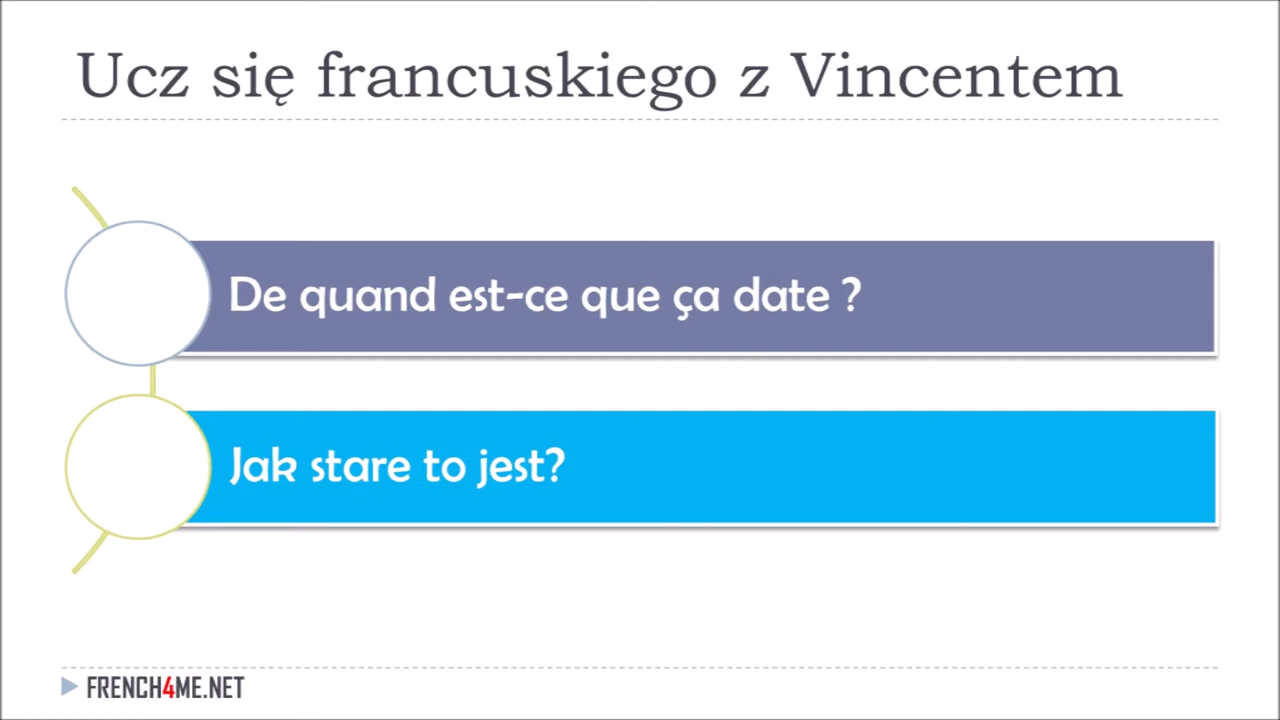 Ucz się francuskiego z Vincentem
De quand est-ce que ça date ?
Jak stare to jest?
FRENCH4ME.NET